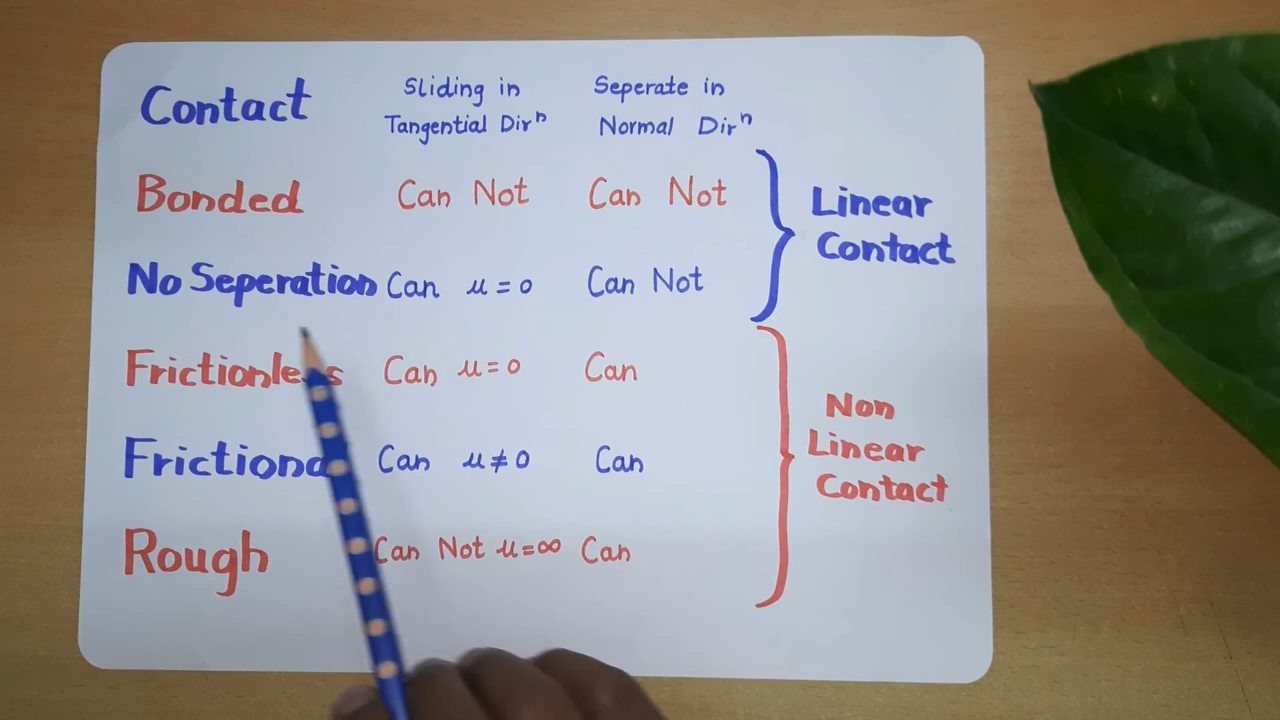 Contact
Sliding in
Tangential Dirⁿ
Seperate in
Normal Dirⁿ
Bonded Can Not Can Not
No Seperation Can μ=0 Can Not
Linear
Contact
Frictionless Can μ=0 Can
Frictiona Can μ≠0 Can
Rough Can Not μ=∞ Can
Non
Linear
Contact